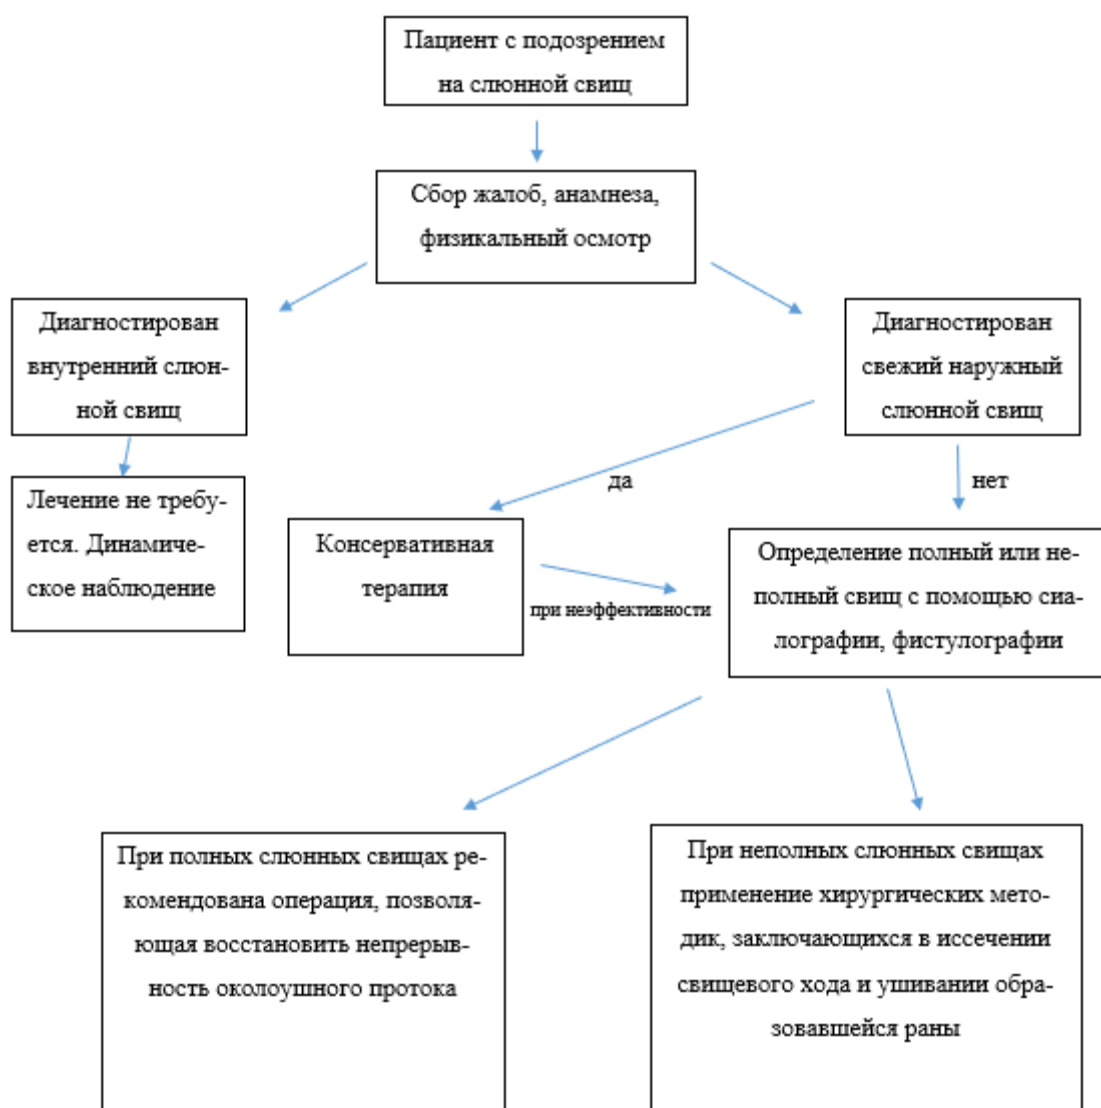 Пациент с подозрением
на слюнной свищ
Сбор жалоб, анамнеза,
физикальный осмотр
Диагностирован
внутренний слюн-
ной свищ
Диагностирован
свежий наружный
слюнной свищ
да
нет
Лечение не требу-
ется. Динамиче-
ское наблюдение
Консервативная
терапия
при неэффективности
Определение полный или не-
полный свищ с помощью сиа-
лографии, фистулографии
При полных слюнных свищах ре-
комендована операция, позволя-
ющая восстановить непрерыв-
ность околоушного протока
При неполных слюнных свищах
применение хирургических мето-
дик, заключающихся в иссечении
свищевого хода и ушивании обра-
зовавшейся раны